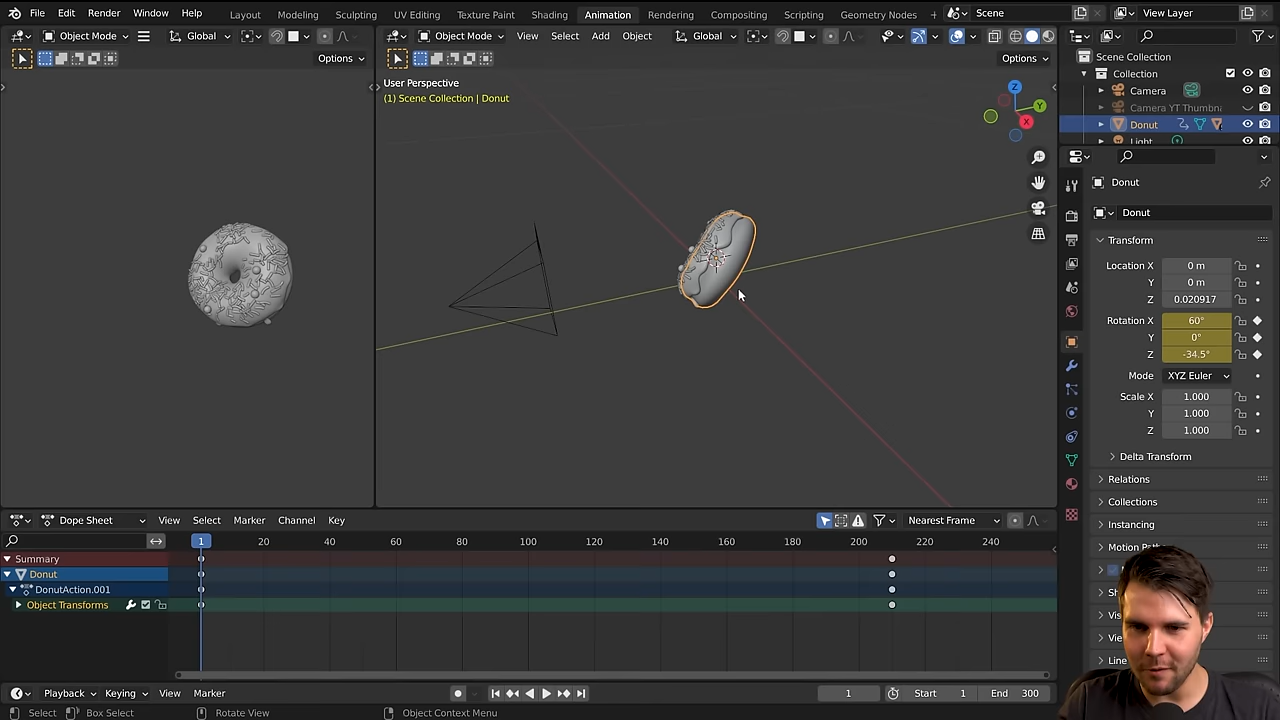 File Edit Render Window Help Layout Modeling Sculpting UV Editing Texture Paint Shading Animation Rendering Compositing Scripting Geometry Nodes + Scene View Layer
Object Mode Global Object Mode View Select Add Object Global
Options Options
User Perspective
(1) Scene Collection | Donut
Z
Y
X
Scene Collection
Collection
Camera
Camera YT Thumbna
Donut
Light
Donut
Donut
Transform
Location X 0 m
Y 0 m
Z 0.020917
Rotation X 60°
Y 0°
Z -34.5°
Mode XYZ Euler
Scale X 1.000
Y 1.000
Z 1.000
Delta Transform
Relations
Collections
Instancing
Motion Paths
Vis
Vie
Line
Dope Sheet View Select Marker Channel Key Nearest Frame
1 20 40 60 80 100 120 140 160 180 200 220 240
Summary
Donut
DonutAction.001
Object Transforms
Playback Keying View Marker 1 Start 1 End 300
Select Box Select Rotate View Object Context Menu